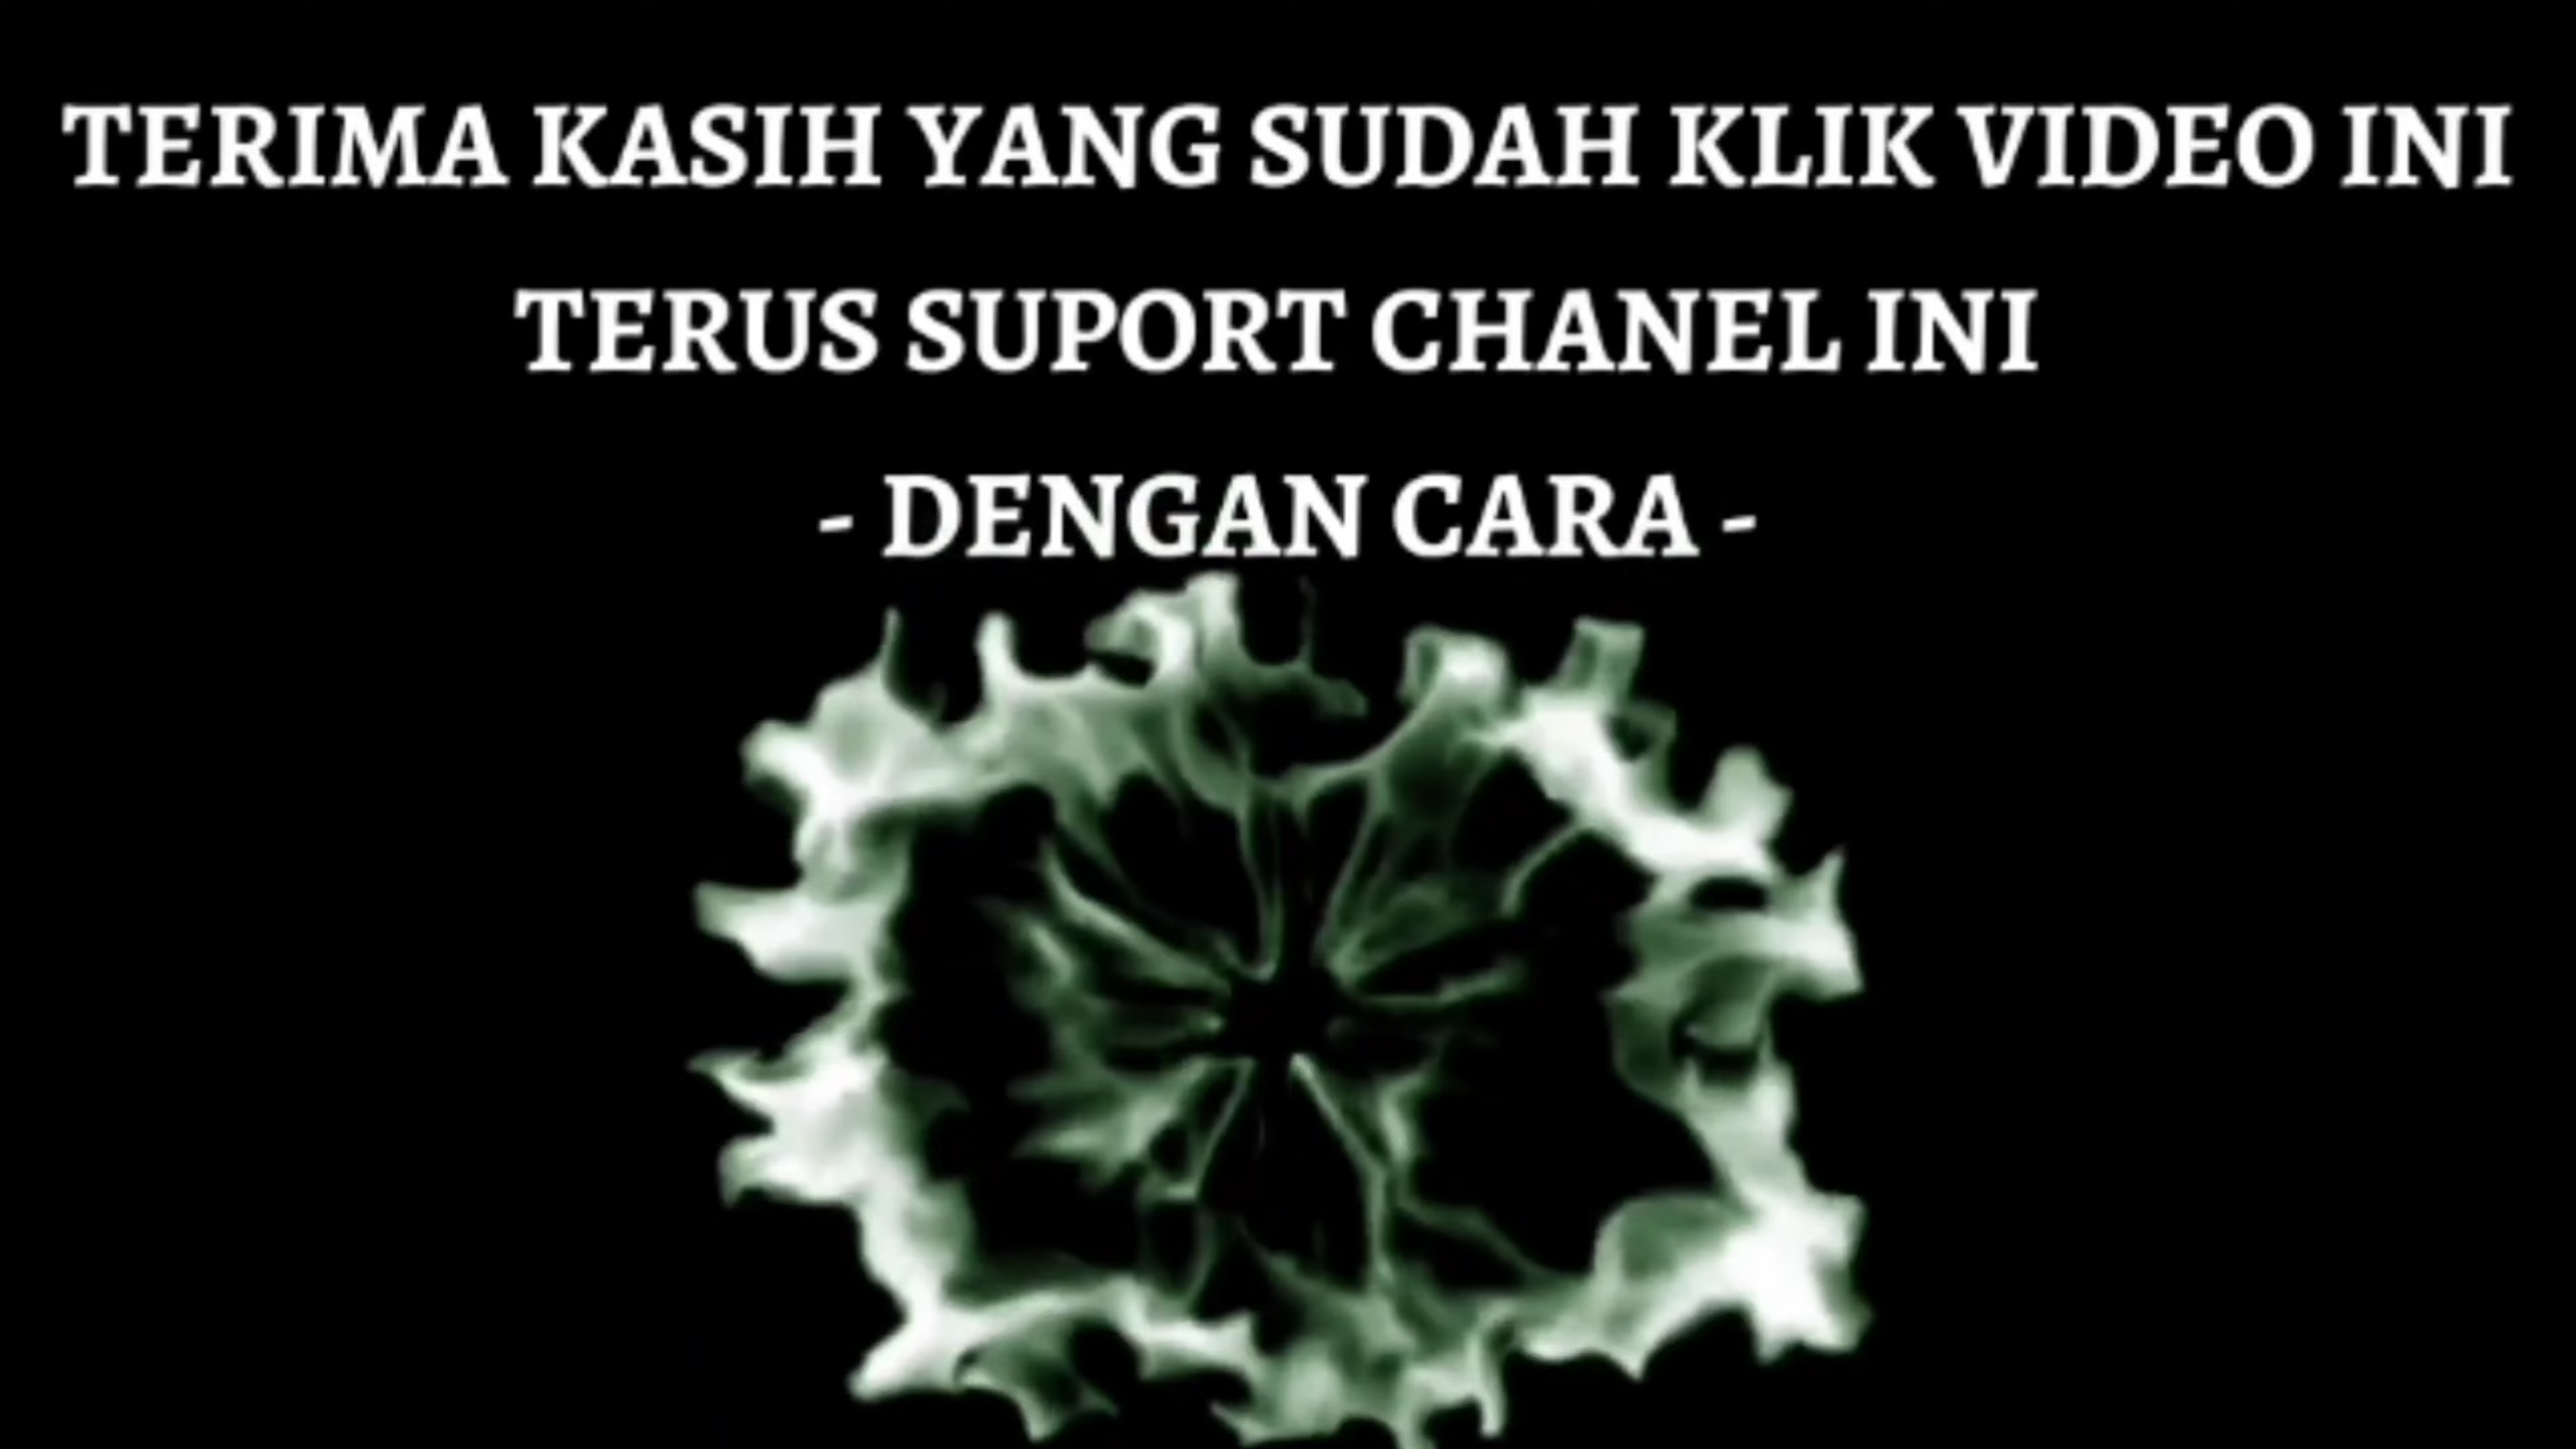 TERIMA KASIH YANG SUDAH KLIK VIDEO INI
TERUS SUPORT CHANEL INI
- DENGAN CARA -